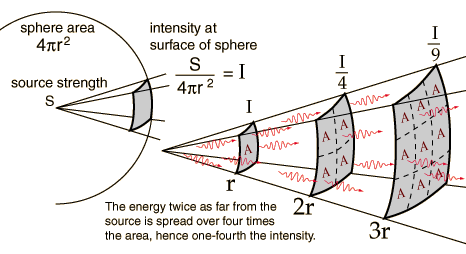 sphere area
4πr²
source strength
S
intensity at
surface of sphere
S
4πr² = I
I
I
4
I
9
A
A A
A A
A A A
A A A
A A A
r
2r
3r
The energy twice as far from the
source is spread over four times
the area, hence one-fourth the intensity.